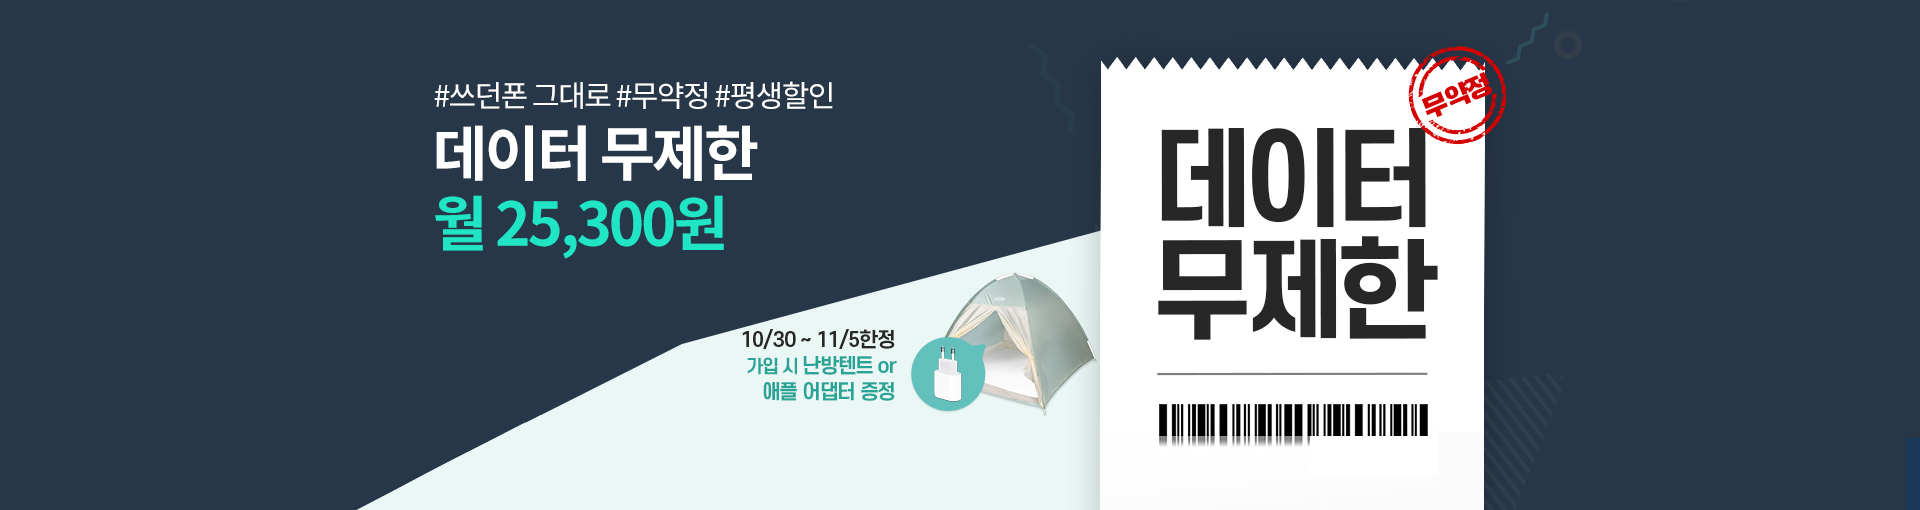 #쓰던폰 그대로 #무약정 #평생할인
데이터 무제한
월 25,300원
10/30 ~ 11/5한정
가입 시 난방텐트 or
애플 어댑터 증정
무약정
데이터
무제한